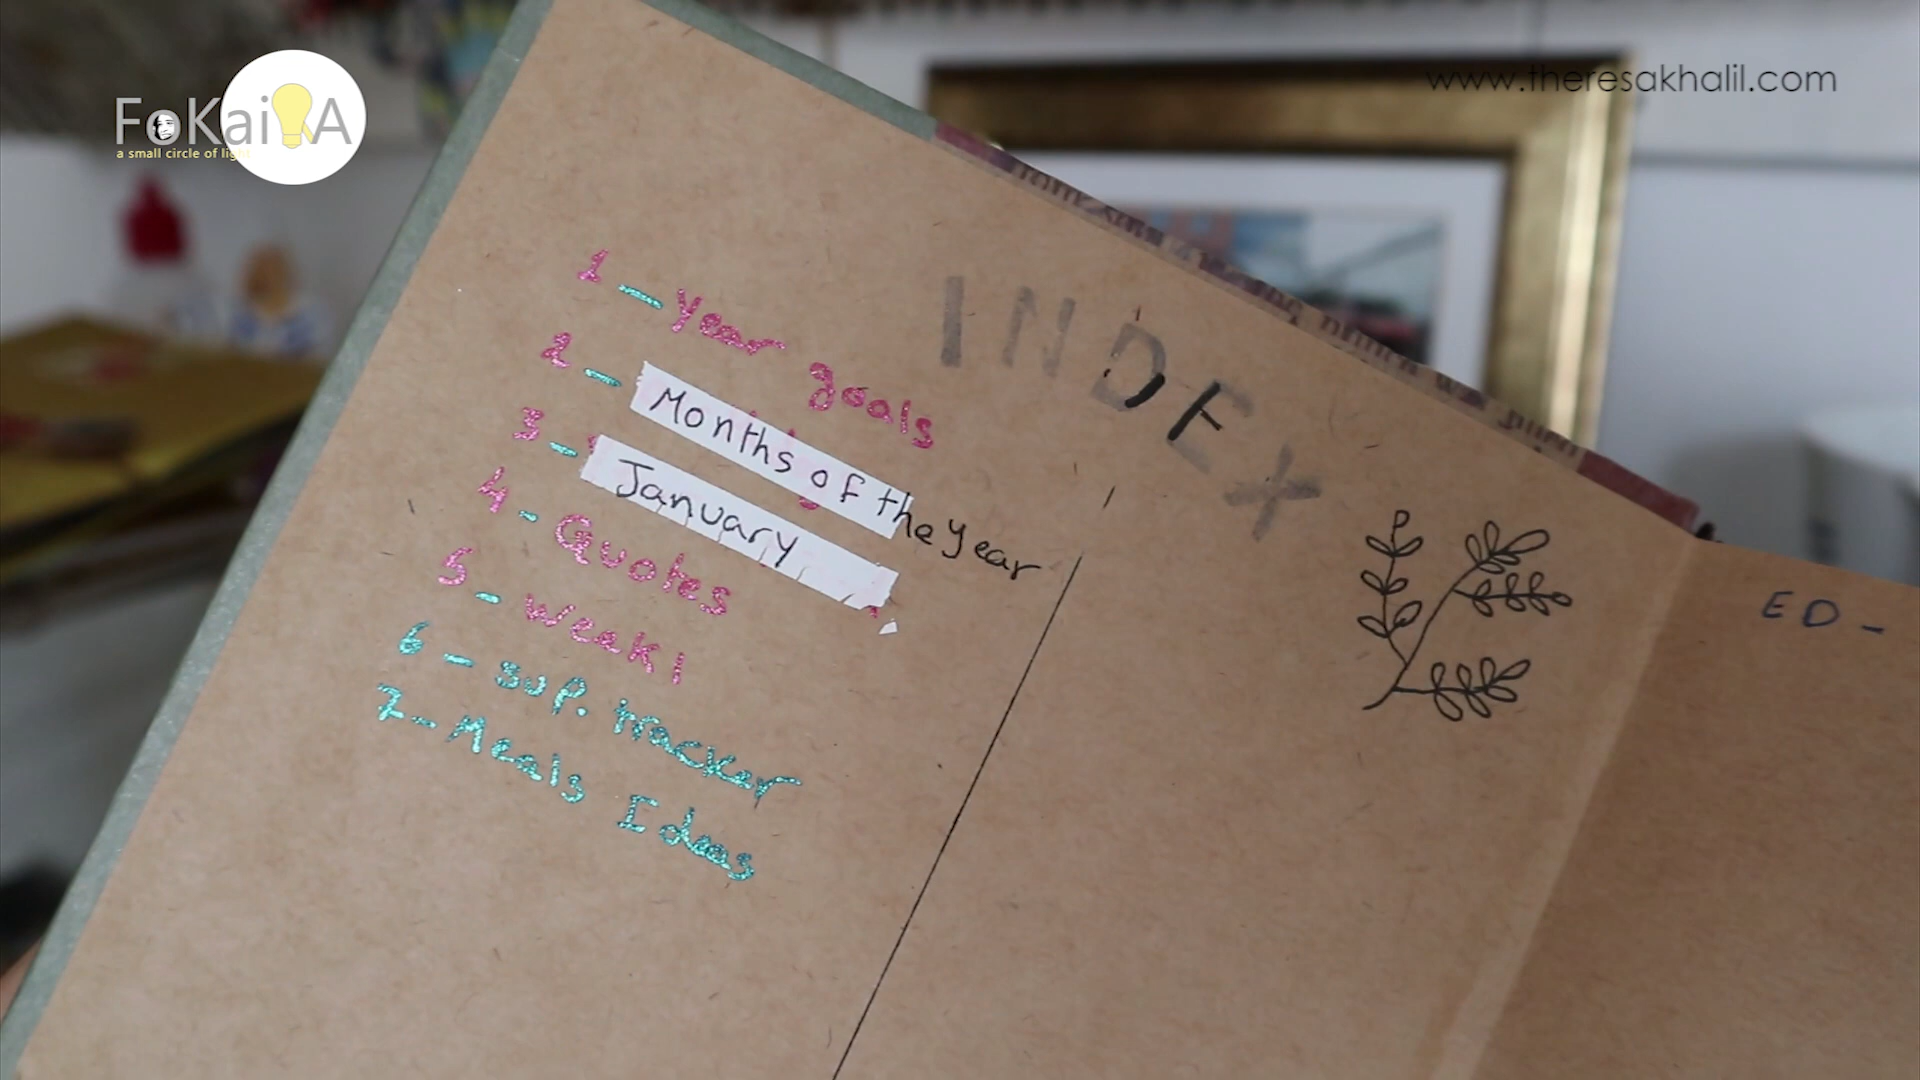 FoKaiA
a small circle of light
www.theresakhalil.com
INDEX
1 - Year goals
2 - Months of the year
3 - January
4 - Quotes
5 - Week 1
6 - sup. tracker
7 - Meals Ideas
ED -